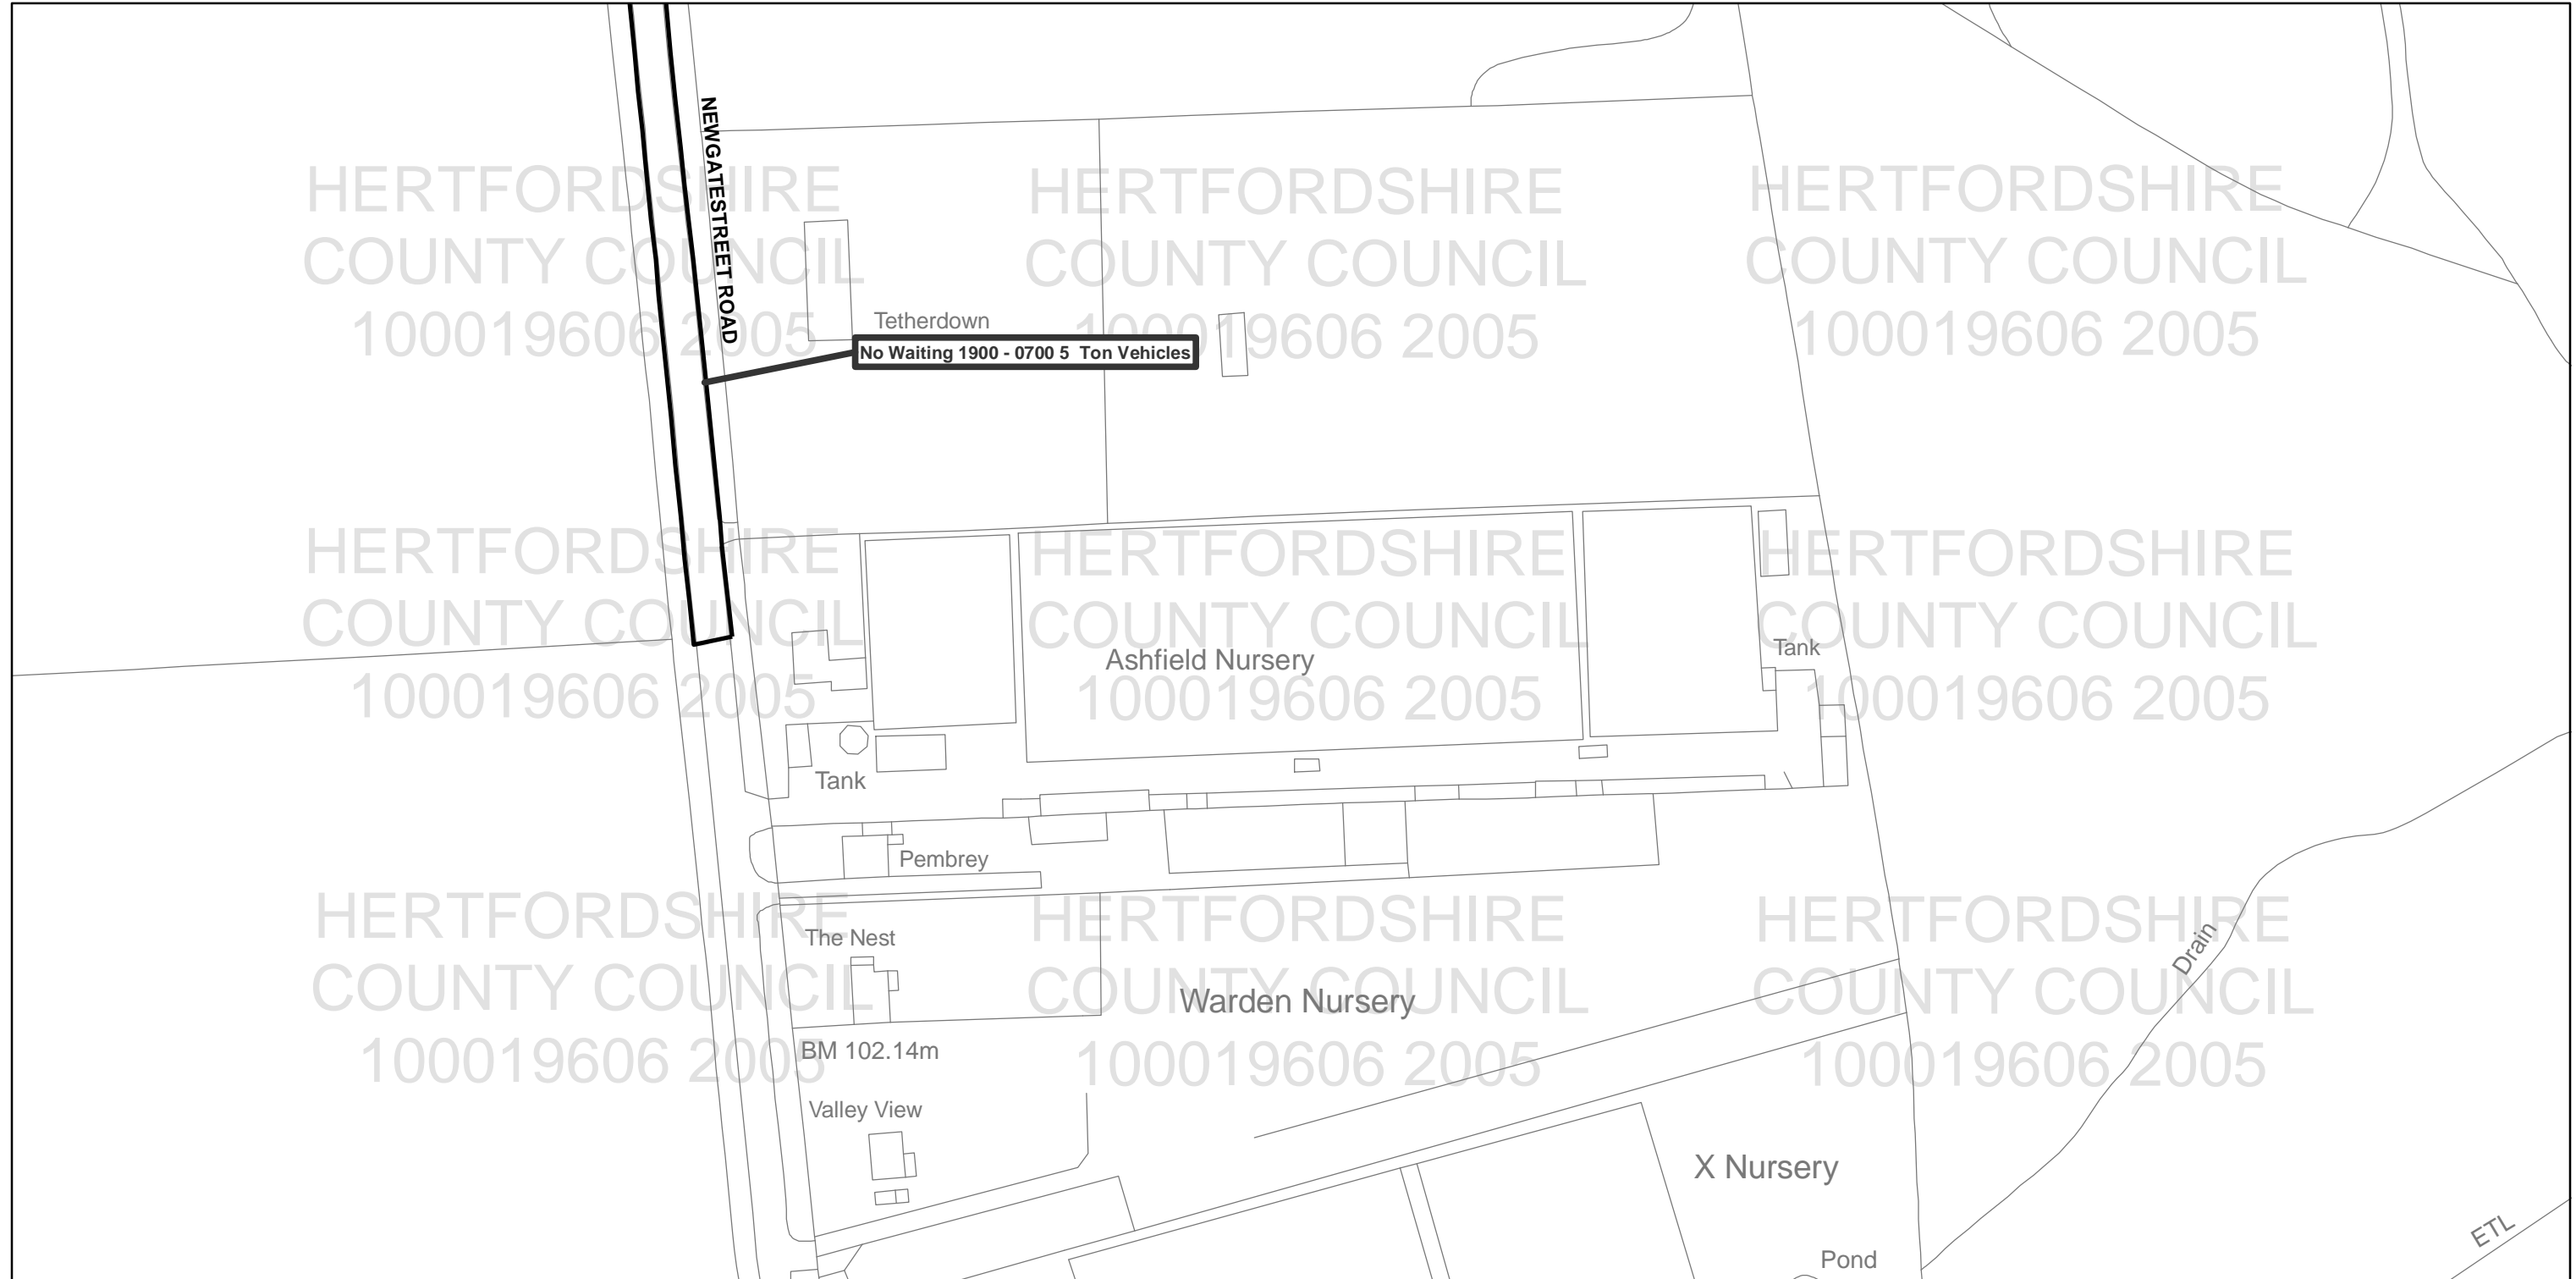 NEWGATESTREET ROAD
HERTFORDSHIRE
COUNTY COUNCIL
100019606 2005
HERTFORDSHIRE
COUNTY COUNCIL
100019606 2005
HERTFORDSHIRE
COUNTY COUNCIL
100019606 2005
Tetherdown
No Waiting 1900 - 0700 5 Ton Vehicles
HERTFORDSHIRE
COUNTY COUNCIL
100019606 2005
HERTFORDSHIRE
COUNTY COUNCIL
100019606 2005
HERTFORDSHIRE
COUNTY COUNCIL
100019606 2005
Ashfield Nursery
Tank
Tank
Pembrey
HERTFORDSHIRE
COUNTY COUNCIL
100019606 2005
HERTFORDSHIRE
COUNTY COUNCIL
100019606 2005
HERTFORDSHIRE
COUNTY COUNCIL
100019606 2005
The Nest
Drain
Warden Nursery
BM 102.14m
Valley View
X Nursery
ETL
Pond